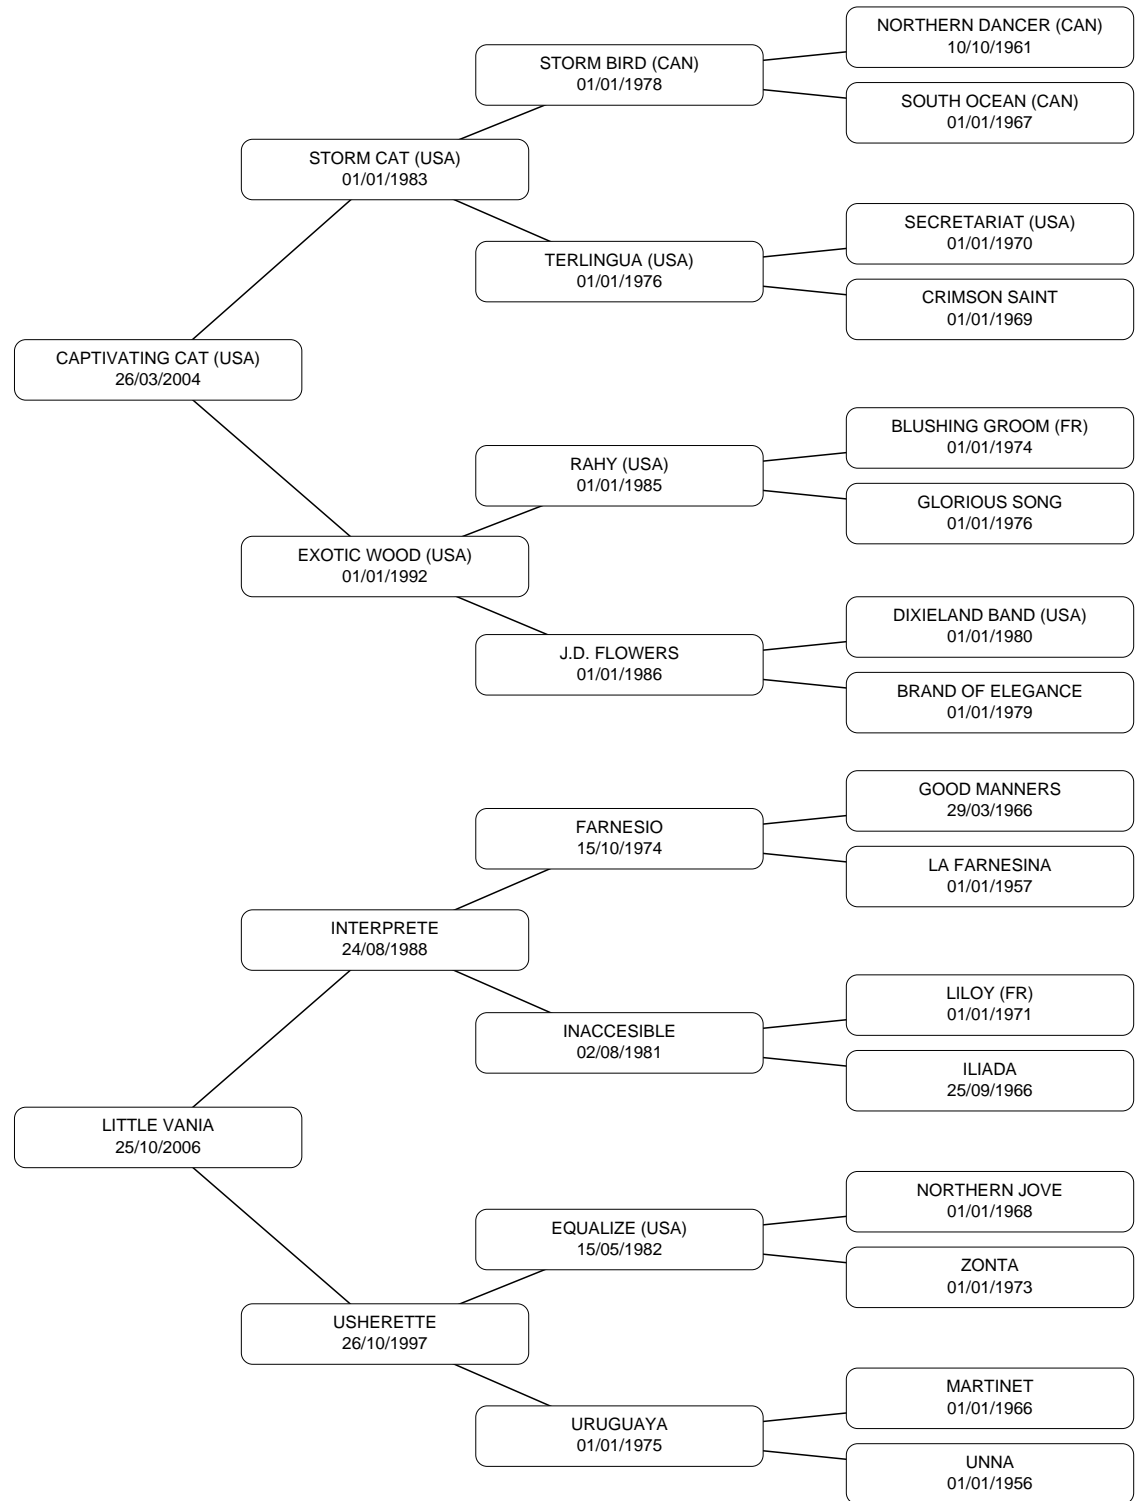 NORTHERN DANCER (CAN)
10/10/1961
STORM BIRD (CAN)
01/01/1978
SOUTH OCEAN (CAN)
01/01/1967
STORM CAT (USA)
01/01/1983
SECRETARIAT (USA)
01/01/1970
TERLINGUA (USA)
01/01/1976
CRIMSON SAINT
01/01/1969
CAPTIVATING CAT (USA)
26/03/2004
BLUSHING GROOM (FR)
01/01/1974
RAHY (USA)
01/01/1985
GLORIOUS SONG
01/01/1976
EXOTIC WOOD (USA)
01/01/1992
DIXIELAND BAND (USA)
01/01/1980
J.D. FLOWERS
01/01/1986
BRAND OF ELEGANCE
01/01/1979
GOOD MANNERS
29/03/1966
FARNESIO
15/10/1974
LA FARNESINA
01/01/1957
INTERPRETE
24/08/1988
LILOY (FR)
01/01/1971
INACCESIBLE
02/08/1981
ILIADA
25/09/1966
LITTLE VANIA
25/10/2006
NORTHERN JOVE
01/01/1968
EQUALIZE (USA)
15/05/1982
ZONTA
01/01/1973
USHERETTE
26/10/1997
MARTINET
01/01/1966
URUGUAYA
01/01/1975
UNNA
01/01/1956